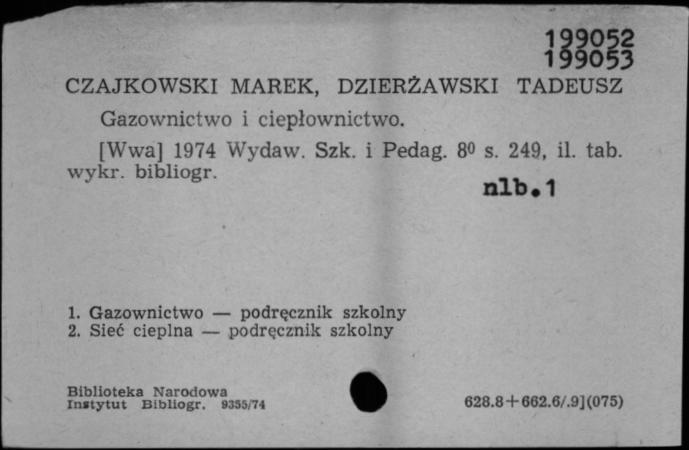 199052
199053
CZAJKOWSKI MAREK, DZIERŻAWSKI TADEUSZ
Gazownictwo i ciepłownictwo.
[Wwa] 1974 Wydaw. Szk. i Pedag. 8⁰ s. 249, il. tab.
wykr. bibliogr.
nlb.1
1. Gazownictwo — podręcznik szkolny
2. Sieć cieplna — podręcznik szkolny
Biblioteka Narodowa
Instytut Bibliogr. 9355/74
628.8+662.6/.9](075)